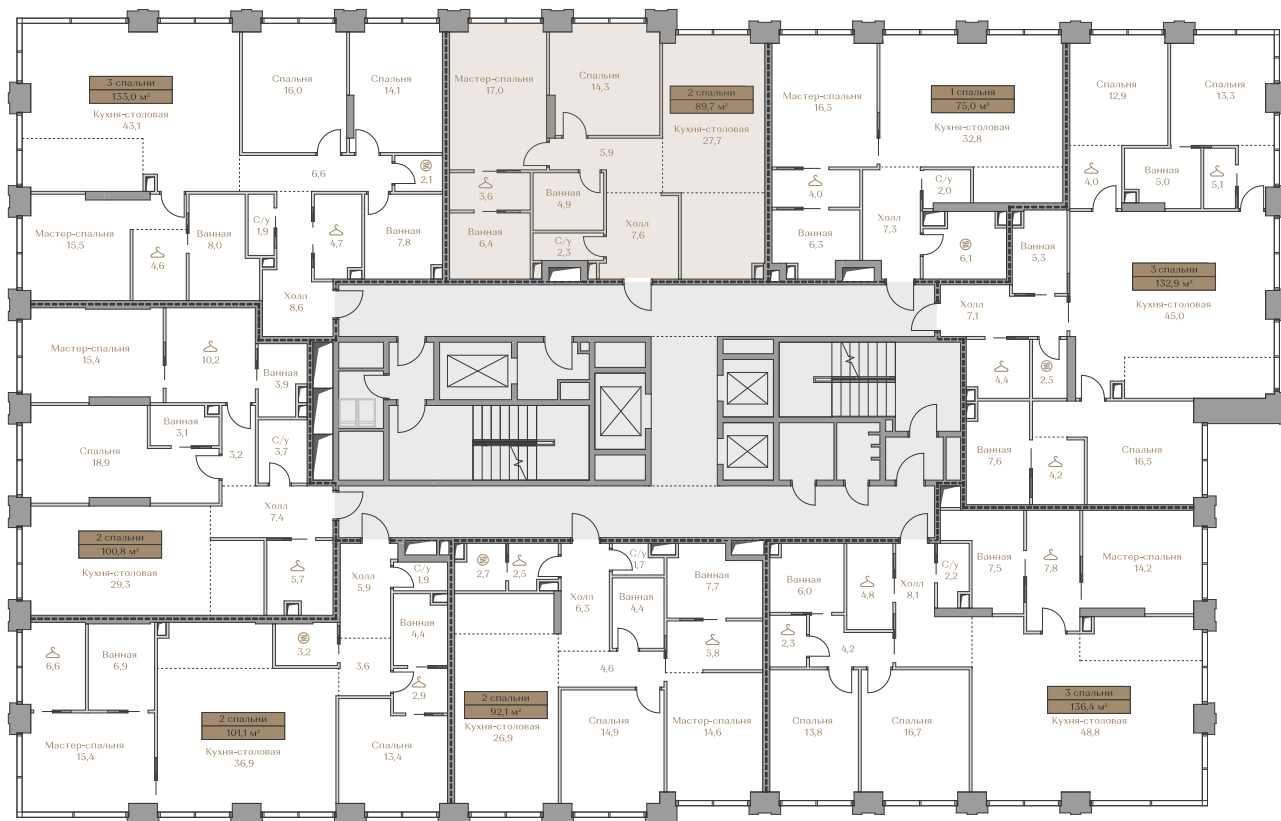 3 спальни
133,0 м²
Кухня-столовая
43,1
Спальня
16,0
Спальня
14,1
6,6
2,1
Мастер-спальня
15,5
4,6
Ванная
8,0
С/у
1,9
4,7
Ванная
7,8
Холл
8,6
Мастер-спальня
17,0
Спальня
14,3
2 спальни
89,7 м²
Кухня-столовая
27,7
5,9
3,6
Ванная
4,9
Ванная
6,4
С/у
2,3
Холл
7,6
Мастер-спальня
16,5
1 спальня
75,0 м²
Кухня-столовая
32,8
4,0
С/у
2,0
Ванная
6,3
Холл
7,3
6,1
Спальня
12,9
Спальня
13,3
4,0
Ванная
5,0
5,1
Ванная
5,3
3 спальни
132,9 м²
Кухня-столовая
45,0
Холл
7,1
4,4
2,5
Ванная
7,6
4,2
Спальня
16,5
Мастер-спальня
15,4
10,2
Ванная
3,9
Ванная
3,1
Спальня
18,9
3,2
С/у
3,7
Холл
7,4
2 спальни
100,8 м²
Кухня-столовая
29,3
5,7
Холл
5,9
С/у
1,9
Ванная
4,4
6,6
Ванная
6,9
3,2
3,6
2,9
Мастер-спальня
15,4
2 спальни
101,1 м²
Кухня-столовая
36,9
Спальня
13,4
2,7
2,5
С/у
1,7
Холл
6,3
Ванная
4,4
Ванная
7,7
5,8
4,6
2 спальни
92,1 м²
Кухня-столовая
26,9
Спальня
14,9
Мастер-спальня
14,6
Ванная
6,0
4,8
Холл
8,1
С/у
2,2
Ванная
7,5
7,8
Мастер-спальня
14,2
2,3
4,2
Спальня
13,8
Спальня
16,7
3 спальни
136,4 м²
Кухня-столовая
48,8